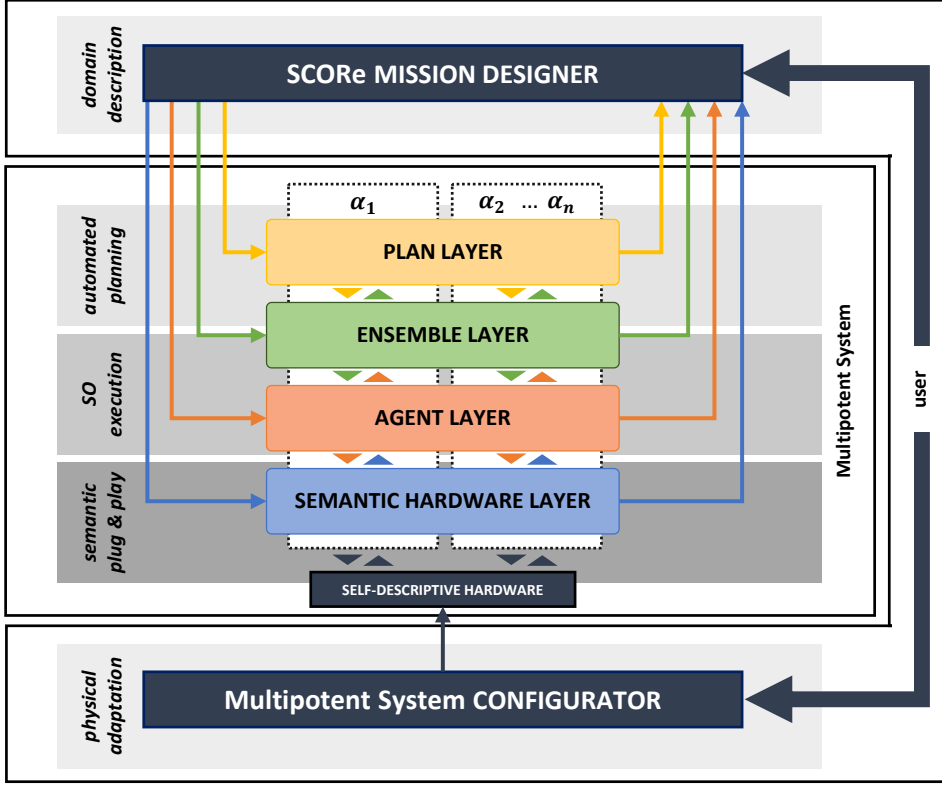 domain
description
SCORe MISSION DESIGNER
α₁
α₂ ... αₙ
automated
planning
PLAN LAYER
ENSEMBLE LAYER
SO
execution
AGENT LAYER
semantic
plug & play
SEMANTIC HARDWARE LAYER
SELF-DESCRIPTIVE HARDWARE
Multipotent System
user
physical
adaptation
Multipotent System CONFIGURATOR